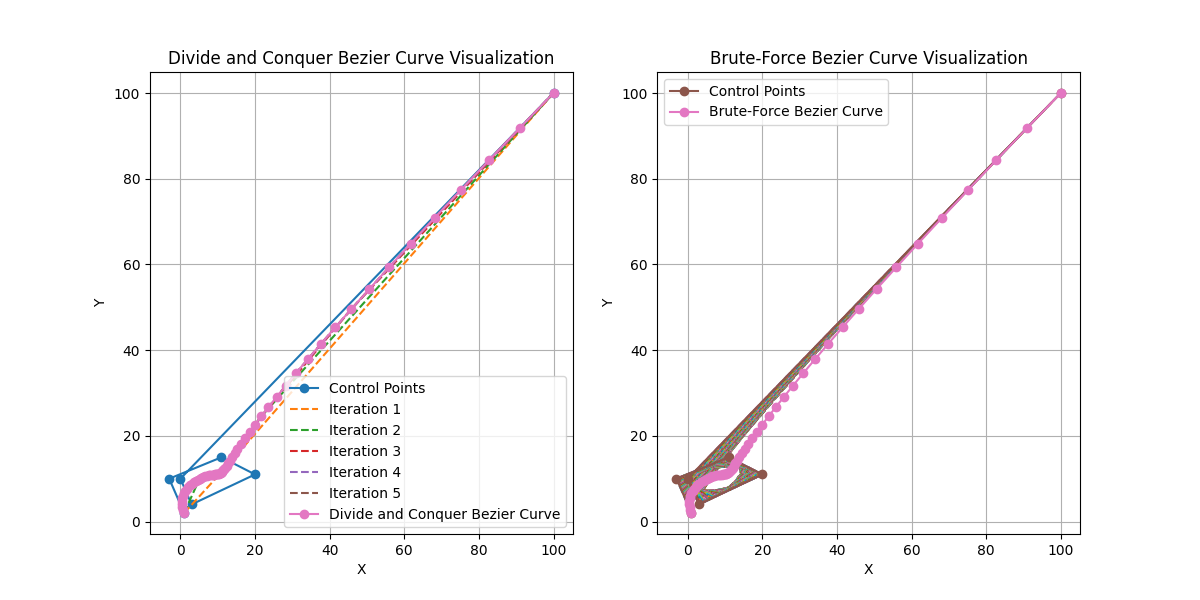 Divide and Conquer Bezier Curve Visualization
100
80
60
40
20
0
Y
Control Points
Iteration 1
Iteration 2
Iteration 3
Iteration 4
Iteration 5
Divide and Conquer Bezier Curve
0 20 40 60 80 100
X
Brute-Force Bezier Curve Visualization
Control Points
Brute-Force Bezier Curve
100
80
60
40
20
0
Y
0 20 40 60 80 100
X